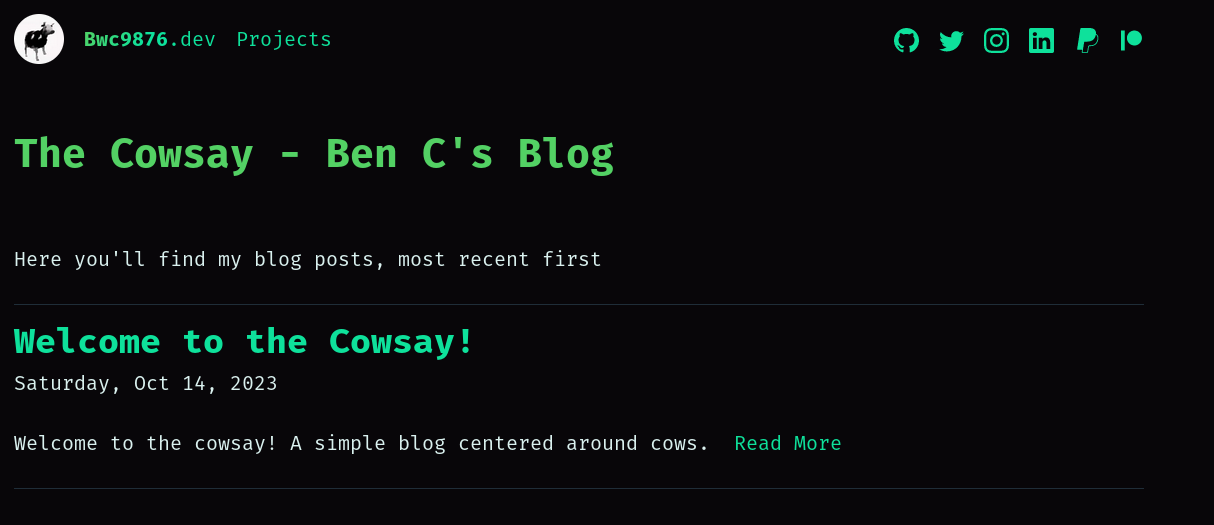 Bwc9876.dev Projects
The Cowsay - Ben C's Blog
Here you'll find my blog posts, most recent first
Welcome to the Cowsay!
Saturday, Oct 14, 2023
Welcome to the cowsay! A simple blog centered around cows. Read More